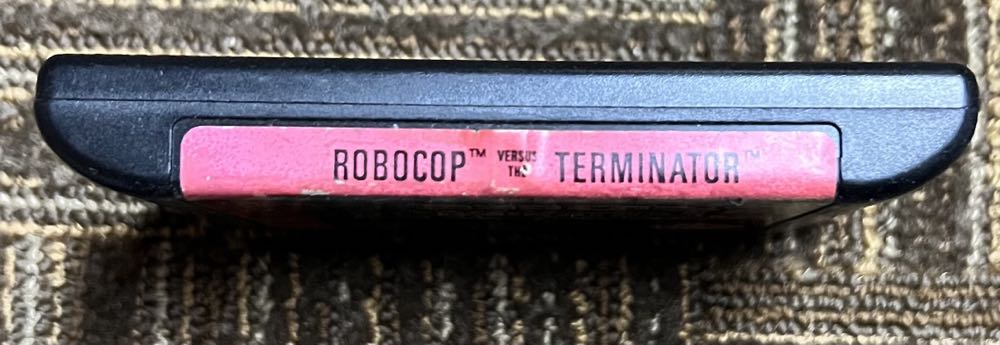 ROBOCOP™ VERSUS THE TERMINATOR™